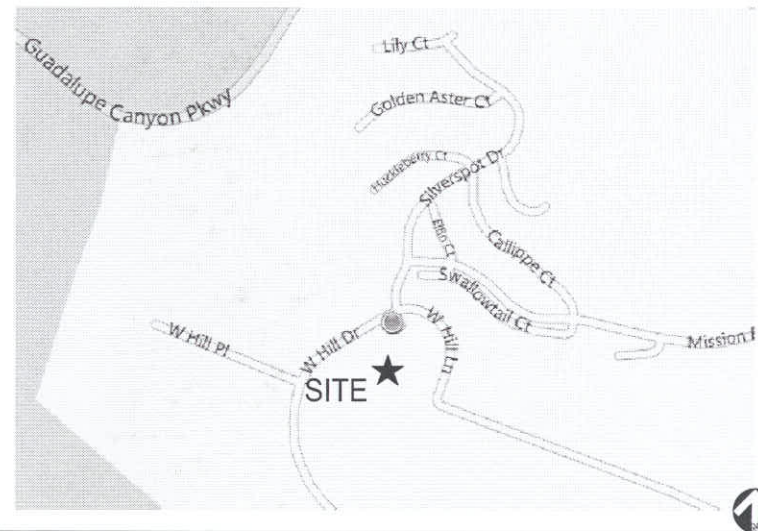 Lily Ct
Guadalupe Canyon Pkwy
Golden Aster Ct
Huckleberry Ct
Silverspot Dr
Elfin Ct
Callippe Ct
Swallowtail Ct
W Hill Pl
W Hill Dr
W Hill Ln
Mission
SITE